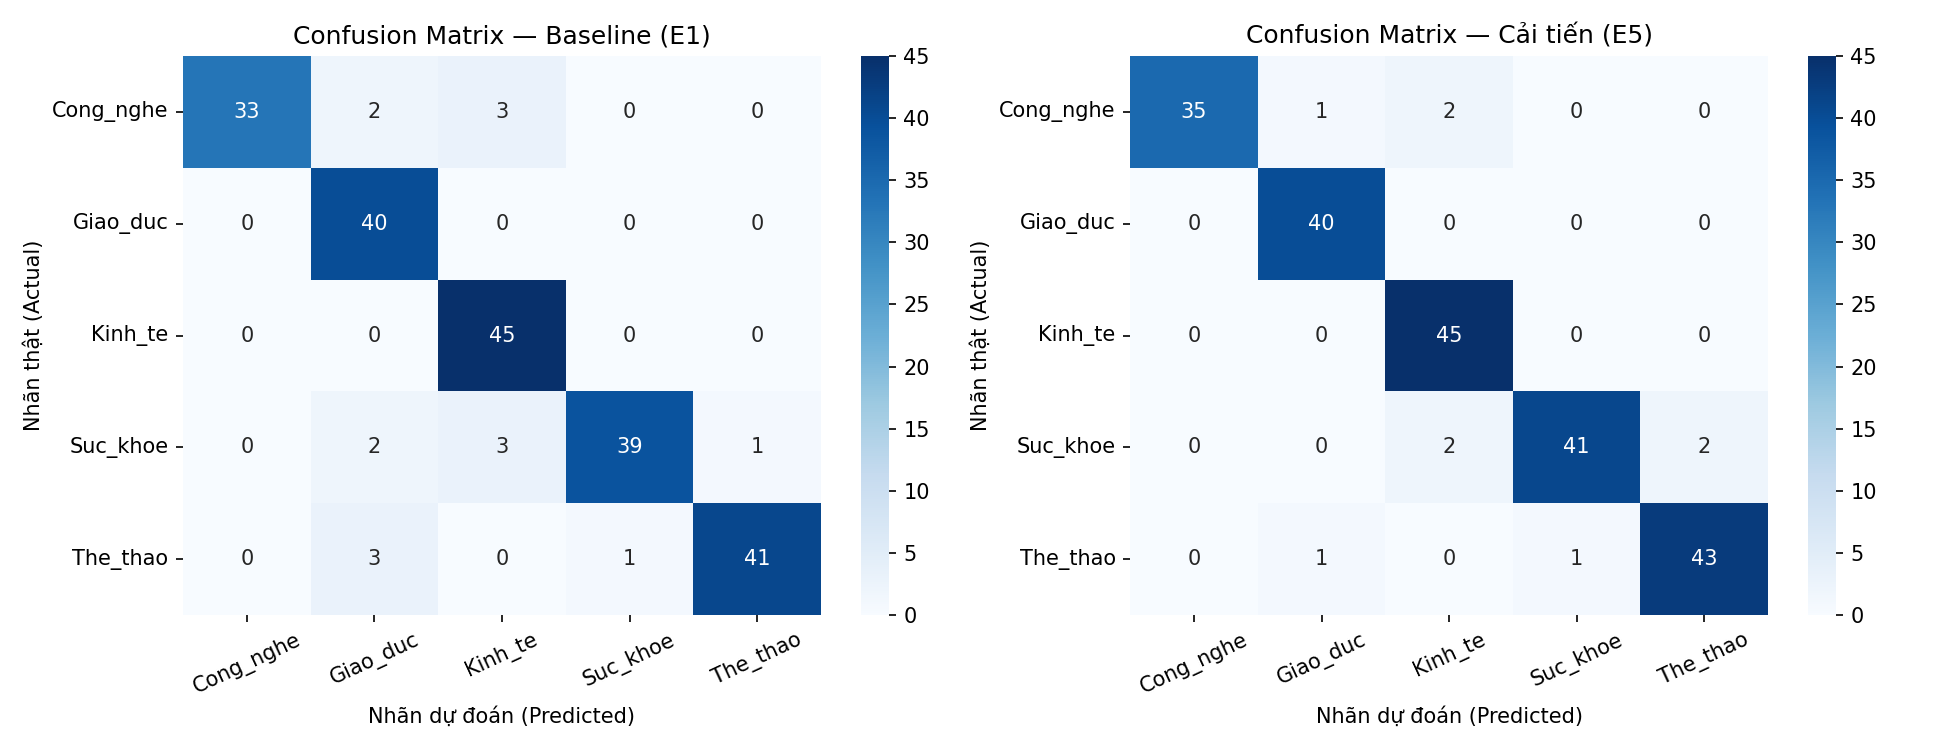 Confusion Matrix — Baseline (E1)
Nhãn thật (Actual)
Cong_nghe 33 2 3 0 0
Giao_duc 0 40 0 0 0
Kinh_te 0 0 45 0 0
Suc_khoe 0 2 3 39 1
The_thao 0 3 0 1 41
Cong_nghe Giao_duc Kinh_te Suc_khoe The_thao
Nhãn dự đoán (Predicted)
45
40
35
30
25
20
15
10
5
0
Confusion Matrix — Cải tiến (E5)
Nhãn thật (Actual)
Cong_nghe 35 1 2 0 0
Giao_duc 0 40 0 0 0
Kinh_te 0 0 45 0 0
Suc_khoe 0 0 2 41 2
The_thao 0 1 0 1 43
Cong_nghe Giao_duc Kinh_te Suc_khoe The_thao
Nhãn dự đoán (Predicted)
45
40
35
30
25
20
15
10
5
0